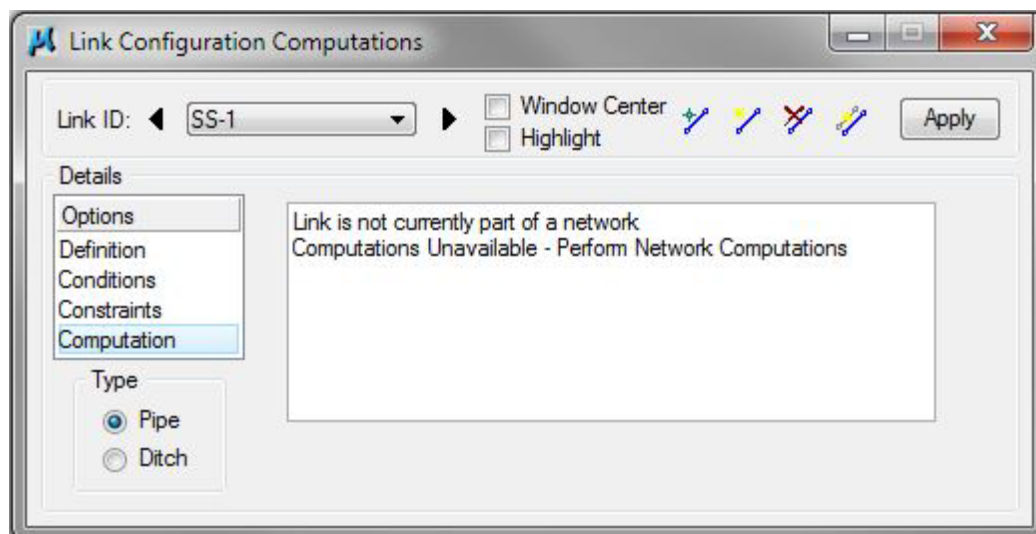 Link Configuration Computations
Link ID:
SS-1
Window Center
Highlight
Apply
Details
Options
Definition
Conditions
Constraints
Computation
Link is not currently part of a network
Computations Unavailable - Perform Network Computations
Type
Pipe
Ditch